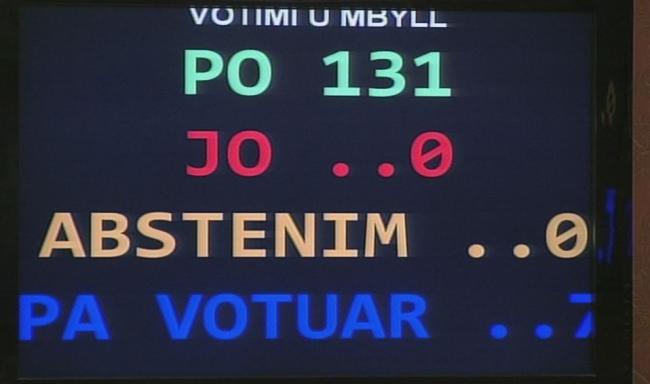 VOTIMI U MBYLL
PO 131
JO ..0
ABSTENIM ..0
PA VOTUAR ..7